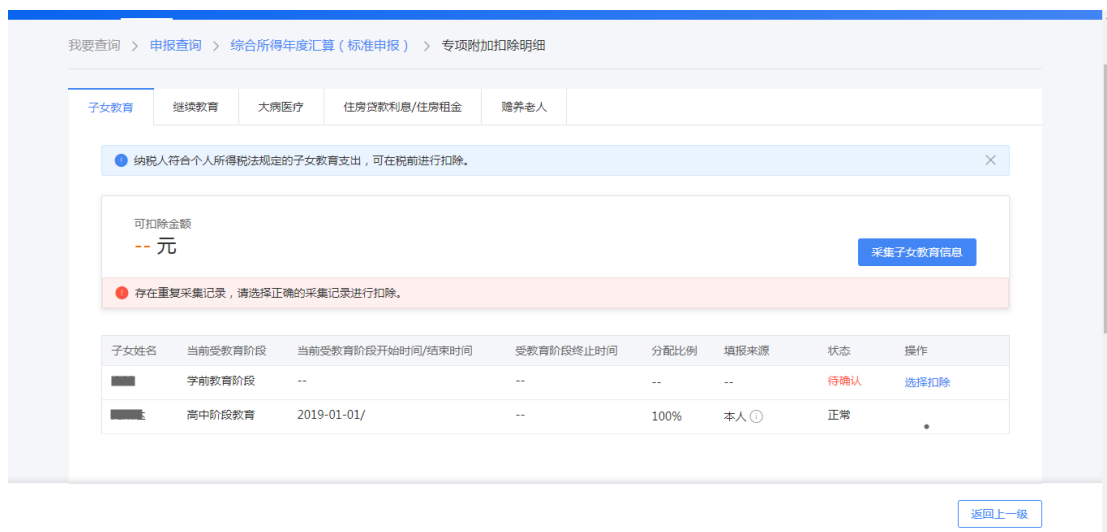 我要查询 > 申报查询 > 综合所得年度汇算（标准申报） > 专项附加扣除明细
子女教育 继续教育 大病医疗 住房贷款利息/住房租金 赡养老人
纳税人符合个人所得税法规定的子女教育支出，可在税前进行扣除。
可扣除金额
-- 元
采集子女教育信息
存在重复采集记录，请选择正确的采集记录进行扣除。
子女姓名 当前受教育阶段 当前受教育阶段开始时间/结束时间 受教育阶段终止时间 分配比例 填报来源 状态 操作
学前教育阶段 -- -- -- -- 待确认 选择扣除
高中阶段教育 2019-01-01/ -- 100% 本人 正常
返回上一级